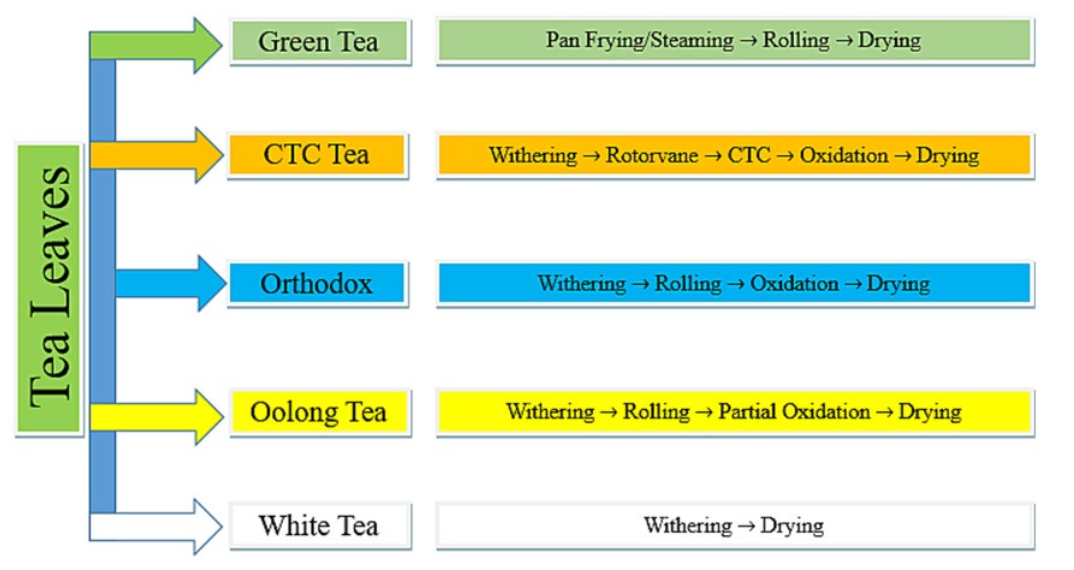 Tea Leaves
Green Tea
Pan Frying/Steaming → Rolling → Drying
CTC Tea
Withering → Rotorvane → CTC → Oxidation → Drying
Orthodox
Withering → Rolling → Oxidation → Drying
Oolong Tea
Withering → Rolling → Partial Oxidation → Drying
White Tea
Withering → Drying